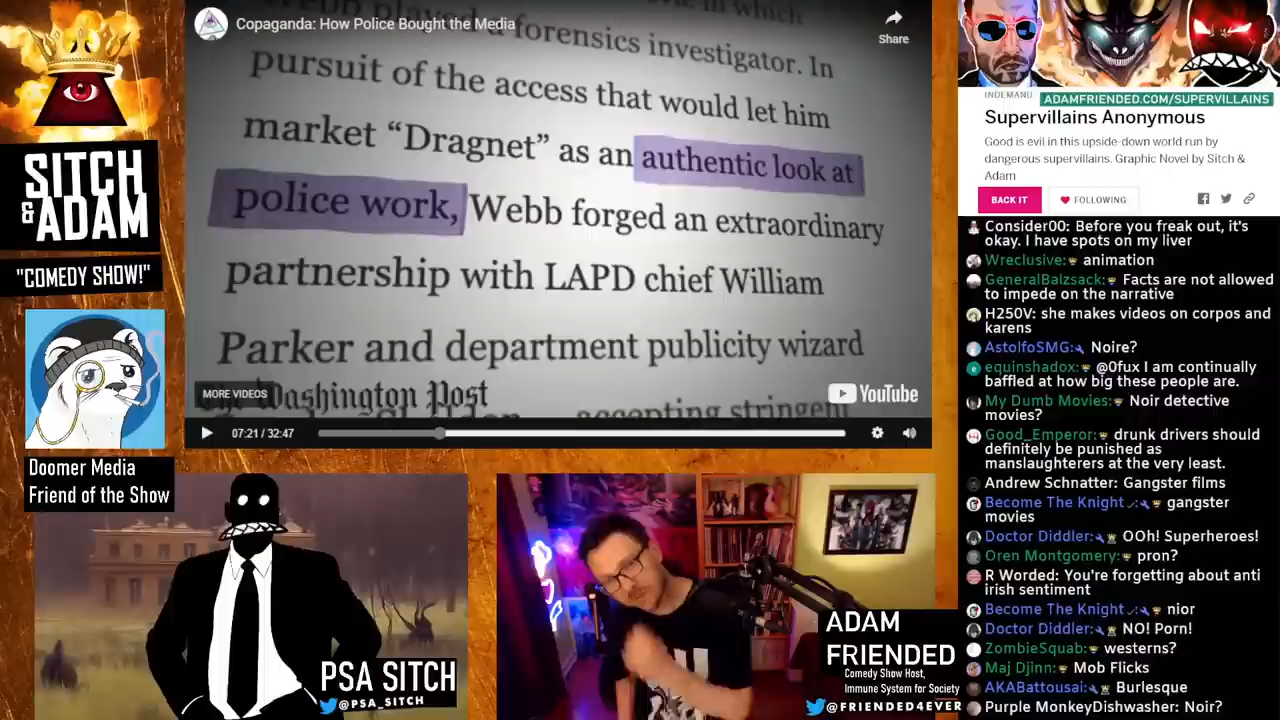 Copaganda: How Police Bought the Media
Share
Webb played a forensics investigator. In
pursuit of the access that would let him
market “Dragnet” as an authentic look at
police work, Webb forged an extraordinary
partnership with LAPD chief William
Parker and department publicity wizard
accepting stringent
MORE VIDEOS
Washington Post
YouTube
07:21 / 32:47
SITCH
& ADAM
"COMEDY SHOW!"
Doomer Media
Friend of the Show
PSA SITCH
@PSA_SITCH
ADAM
FRIENDED
Comedy Show Host,
Immune System for Society
@FRIENDED4EVER
INDEMAND
ADAMFRIENDED.COM/SUPERVILLAINS
Supervillains Anonymous
Good is evil in this upside-down world run by
dangerous supervillains. Graphic Novel by Sitch &
Adam
BACK IT
FOLLOWING
Consider00: Before you freak out, it's
okay. I have spots on my liver
Wreclusive: animation
GeneralBalzsack: Facts are not allowed
to impede on the narrative
H250V: she makes videos on corpos and
karens
AstolfoSMG: Noire?
equinshadox: @0fux I am continually
baffled at how big these people are.
My Dumb Movies: Noir detective
movies?
Good_Emperor: drunk drivers should
definitely be punished as
manslaughterers at the very least.
Andrew Schnatter: Gangster films
Become The Knight: gangster
movies
Doctor Diddler: OOh! Superheroes!
Oren Montgomery: pron?
R Worded: You're forgetting about anti
irish sentiment
Become The Knight: nior
Doctor Diddler: NO! Porn!
ZombieSquab: westerns?
Maj Djinn: Mob Flicks
AKABattousai: Burlesque
Purple MonkeyDishwasher: Noir?